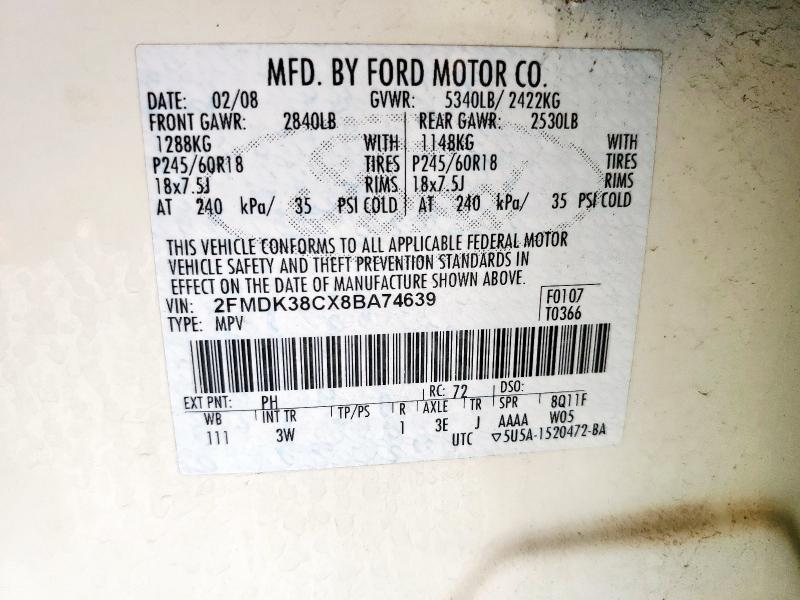 MFD. BY FORD MOTOR CO.
DATE: 02/08 GVWR: 5340LB/ 2422KG
FRONT GAWR: 2840LB REAR GAWR: 2530LB
1288KG WITH 1148KG WITH
P245/60R18 TIRES P245/60R18 TIRES
18x7.5J RIMS 18x7.5J RIMS
AT 240 kPa/ 35 PSI COLD AT 240 kPa/ 35 PSI COLD
THIS VEHICLE CONFORMS TO ALL APPLICABLE FEDERAL MOTOR
VEHICLE SAFETY AND THEFT PREVENTION STANDARDS IN
EFFECT ON THE DATE OF MANUFACTURE SHOWN ABOVE.
VIN: 2FMDK38CX8BA74639 F0107
TYPE: MPV T0366
EXT PNT: PH RC: 72 DSO:
WB INT TR TP/PS R AXLE TR SPR 8Q11F
111 3W 1 3E J AAAA W05
UTC ▽5U5A-1520472-BA